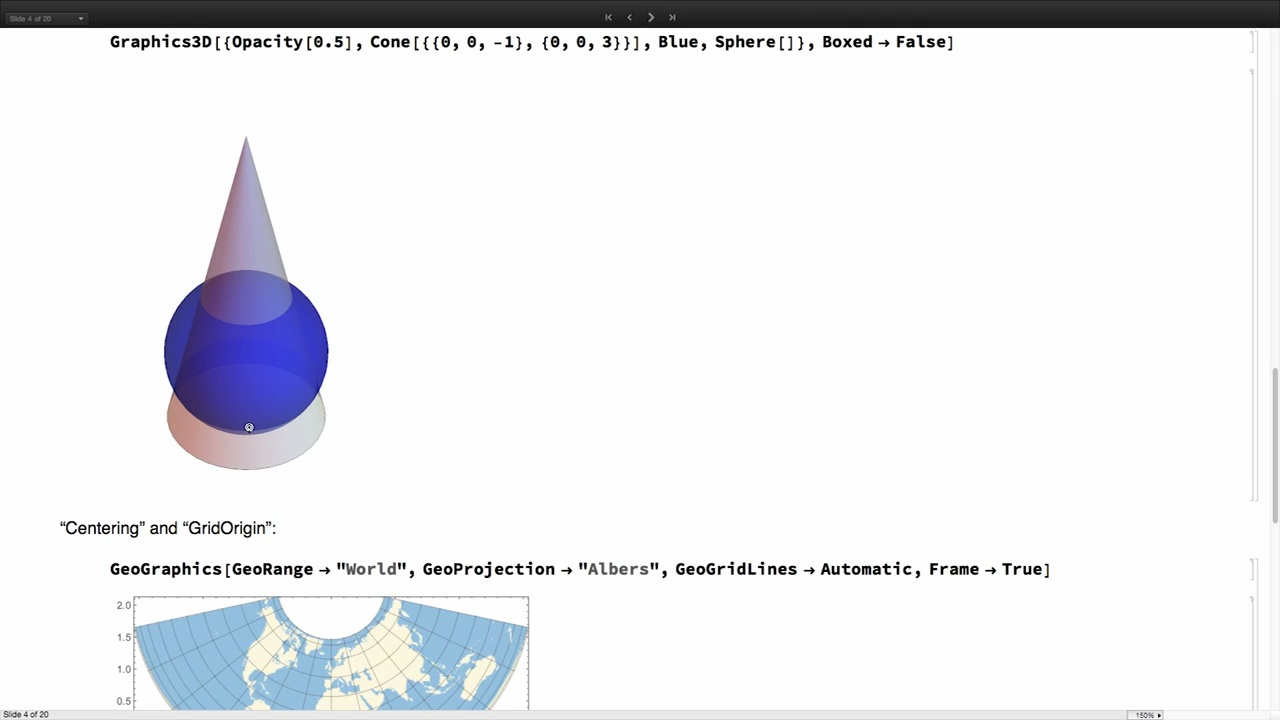 Slide 4 of 20
Graphics3D[{Opacity[0.5], Cone[{{0, 0, -1}, {0, 0, 3}}], Blue, Sphere[]}, Boxed → False]
“Centering” and “GridOrigin”:
GeoGraphics[GeoRange → "World", GeoProjection → "Albers", GeoGridLines → Automatic, Frame → True]
2.0
1.5
1.0
0.5
Slide 4 of 20
150%